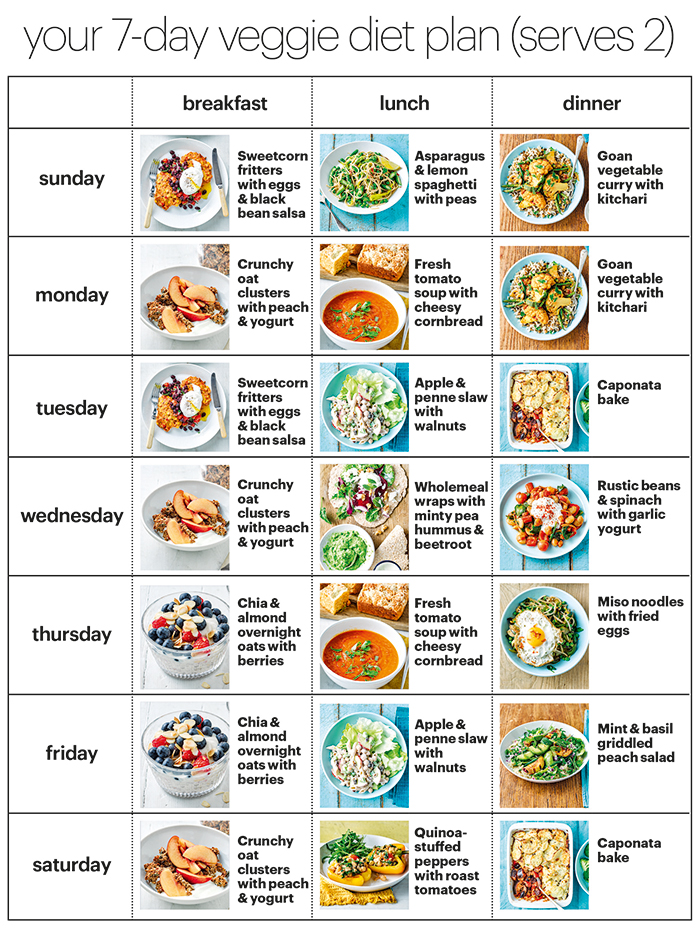 your 7-day veggie diet plan (serves 2)
breakfast
lunch
dinner
sunday
Sweetcorn
fritters
with eggs
& black
bean salsa
Asparagus
& lemon
spaghetti
with peas
Goan
vegetable
curry with
kitchari
monday
Crunchy
oat
clusters
with peach
& yogurt
Fresh
tomato
soup with
cheesy
cornbread
Goan
vegetable
curry with
kitchari
tuesday
Sweetcorn
fritters
with eggs
& black
bean salsa
Apple &
penne slaw
with
walnuts
Caponata
bake
wednesday
Crunchy
oat
clusters
with peach
& yogurt
Wholemeal
wraps with
minty pea
hummus &
beetroot
Rustic beans
& spinach
with garlic
yogurt
thursday
Chia &
almond
overnight
oats with
berries
Fresh
tomato
soup with
cheesy
cornbread
Miso noodles
with fried
eggs
friday
Chia &
almond
overnight
oats with
berries
Apple &
penne slaw
with
walnuts
Mint & basil
griddled
peach salad
saturday
Crunchy
oat
clusters
with peach
& yogurt
Quinoa-
stuffed
peppers
with roast
tomatoes
Caponata
bake